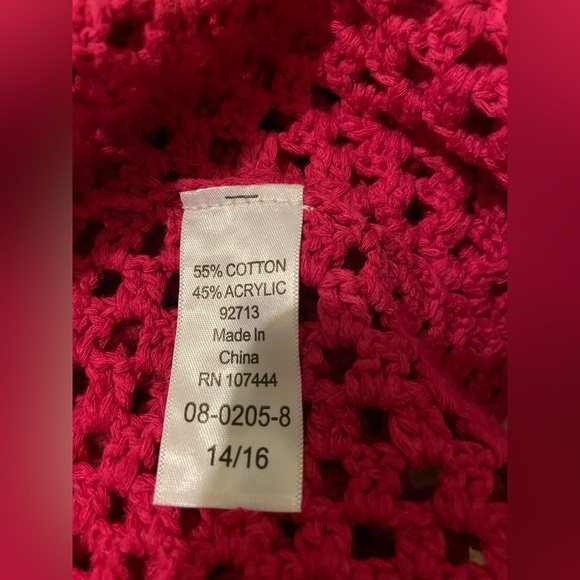 55% COTTON
45% ACRYLIC
92713
Made In
China
RN 107444
08-0205-8
14/16